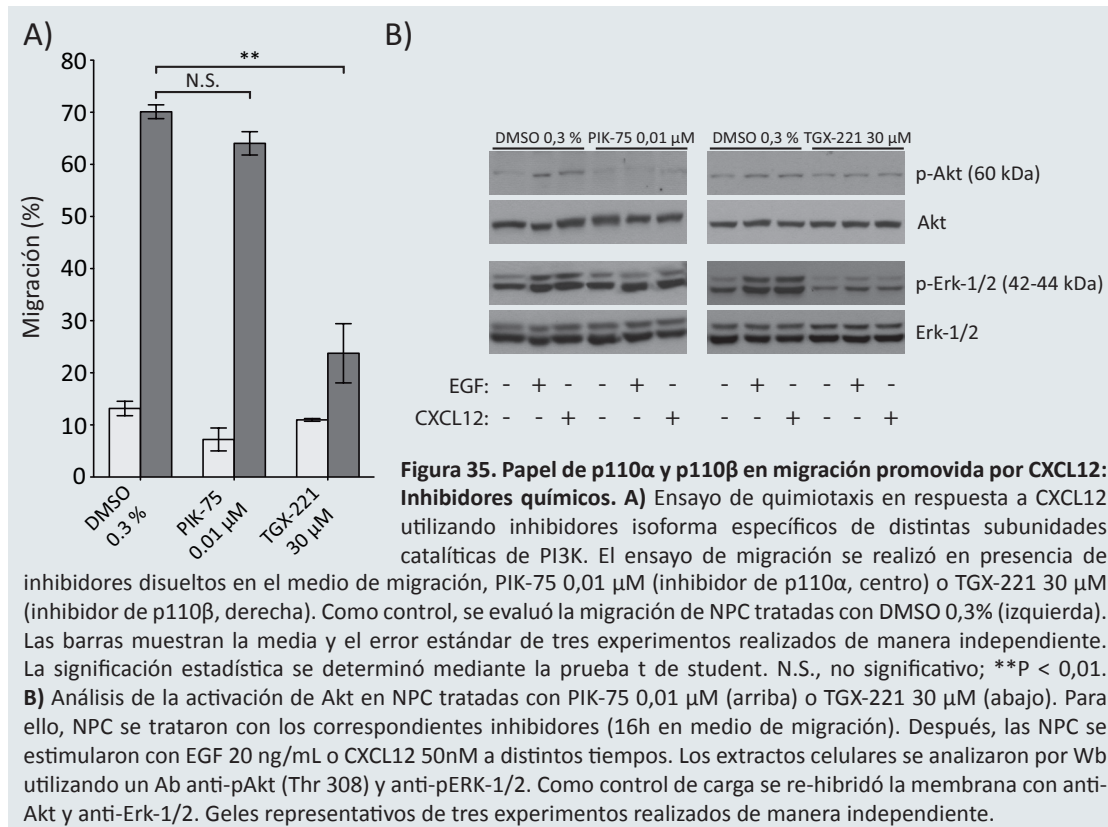 A)
B)
80
70
60
50
40
30
20
10
0
Migración (%)
**
N.S.
DMSO
0.3 %
PIK-75
0.01 µM
TGX-221
30 µM
DMSO 0,3 % PIK-75 0,01 µM
DMSO 0,3 % TGX-221 30 µM
p-Akt (60 kDa)
Akt
p-Erk-1/2 (42-44 kDa)
Erk-1/2
EGF: - + - - + - - + - - + -
CXCL12: - - + - - + - - + - - +
Figura 35. Papel de p110α y p110β en migración promovida por CXCL12:
Inhibidores químicos. A) Ensayo de quimiotaxis en respuesta a CXCL12
utilizando inhibidores isoforma específicos de distintas subunidades
catalíticas de PI3K. El ensayo de migración se realizó en presencia de
inhibidores disueltos en el medio de migración, PIK-75 0,01 µM (inhibidor de p110α, centro) o TGX-221 30 µM
(inhibidor de p110β, derecha). Como control, se evaluó la migración de NPC tratadas con DMSO 0,3% (izquierda).
Las barras muestran la media y el error estándar de tres experimentos realizados de manera independiente.
La significación estadística se determinó mediante la prueba t de student. N.S., no significativo; **P < 0,01.
B) Análisis de la activación de Akt en NPC tratadas con PIK-75 0,01 µM (arriba) o TGX-221 30 µM (abajo). Para
ello, NPC se trataron con los correspondientes inhibidores (16h en medio de migración). Después, las NPC se
estimularon con EGF 20 ng/mL o CXCL12 50nM a distintos tiempos. Los extractos celulares se analizaron por Wb
utilizando un Ab anti-pAkt (Thr 308) y anti-pERK-1/2. Como control de carga se re-hibridó la membrana con anti-
Akt y anti-Erk-1/2. Geles representativos de tres experimentos realizados de manera independiente.